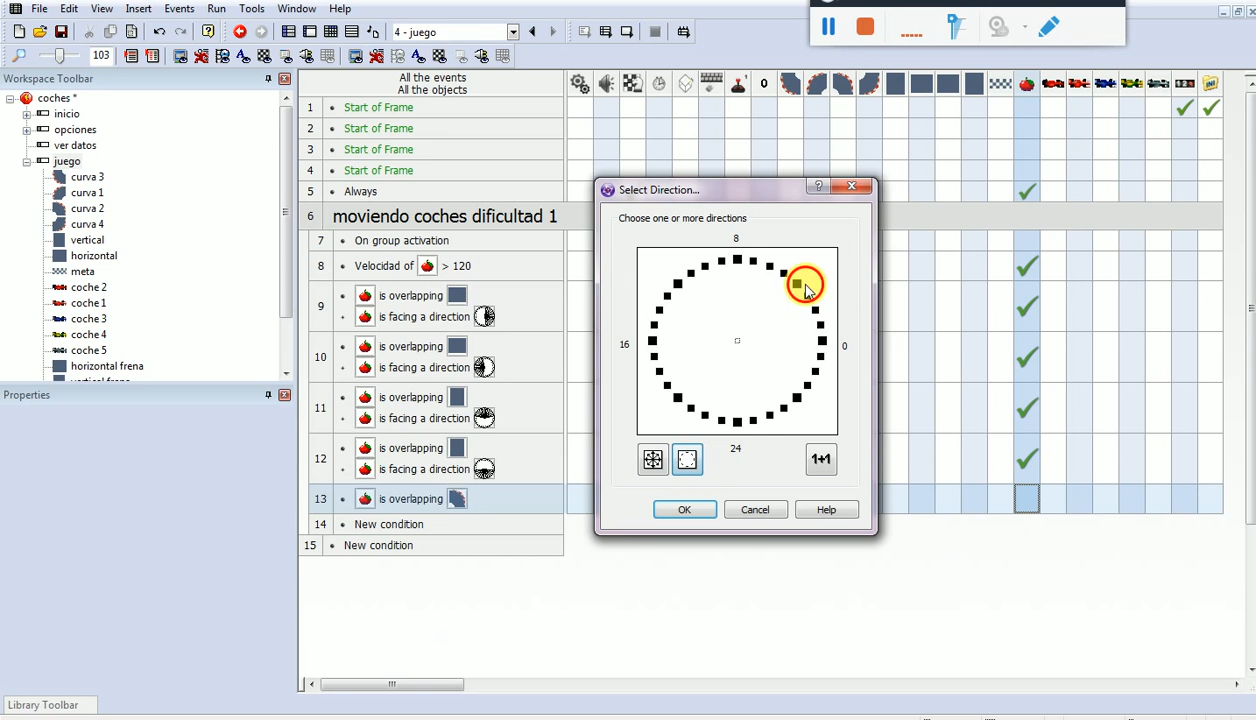 File Edit View Insert Events Run Tools Window Help
4 - juego
103
Workspace Toolbar
coches *
inicio
opciones
ver datos
juego
curva 3
curva 1
curva 2
curva 4
vertical
horizontal
meta
coche 2
coche 1
coche 3
coche 4
coche 5
horizontal frena
Properties
Library Toolbar
All the events
All the objects
0
1 Start of Frame
2 Start of Frame
3 Start of Frame
4 Start of Frame
5 • Always
6 moviendo coches dificultad 1
7 • On group activation
8 • Velocidad of > 120
9 • is overlapping
• is facing a direction
10 • is overlapping
• is facing a direction
11 • is overlapping
• is facing a direction
12 • is overlapping
• is facing a direction
13 • is overlapping
14 • New condition
15 • New condition
Select Direction...
Choose one or more directions
8
16
0
24
1+1
OK Cancel Help